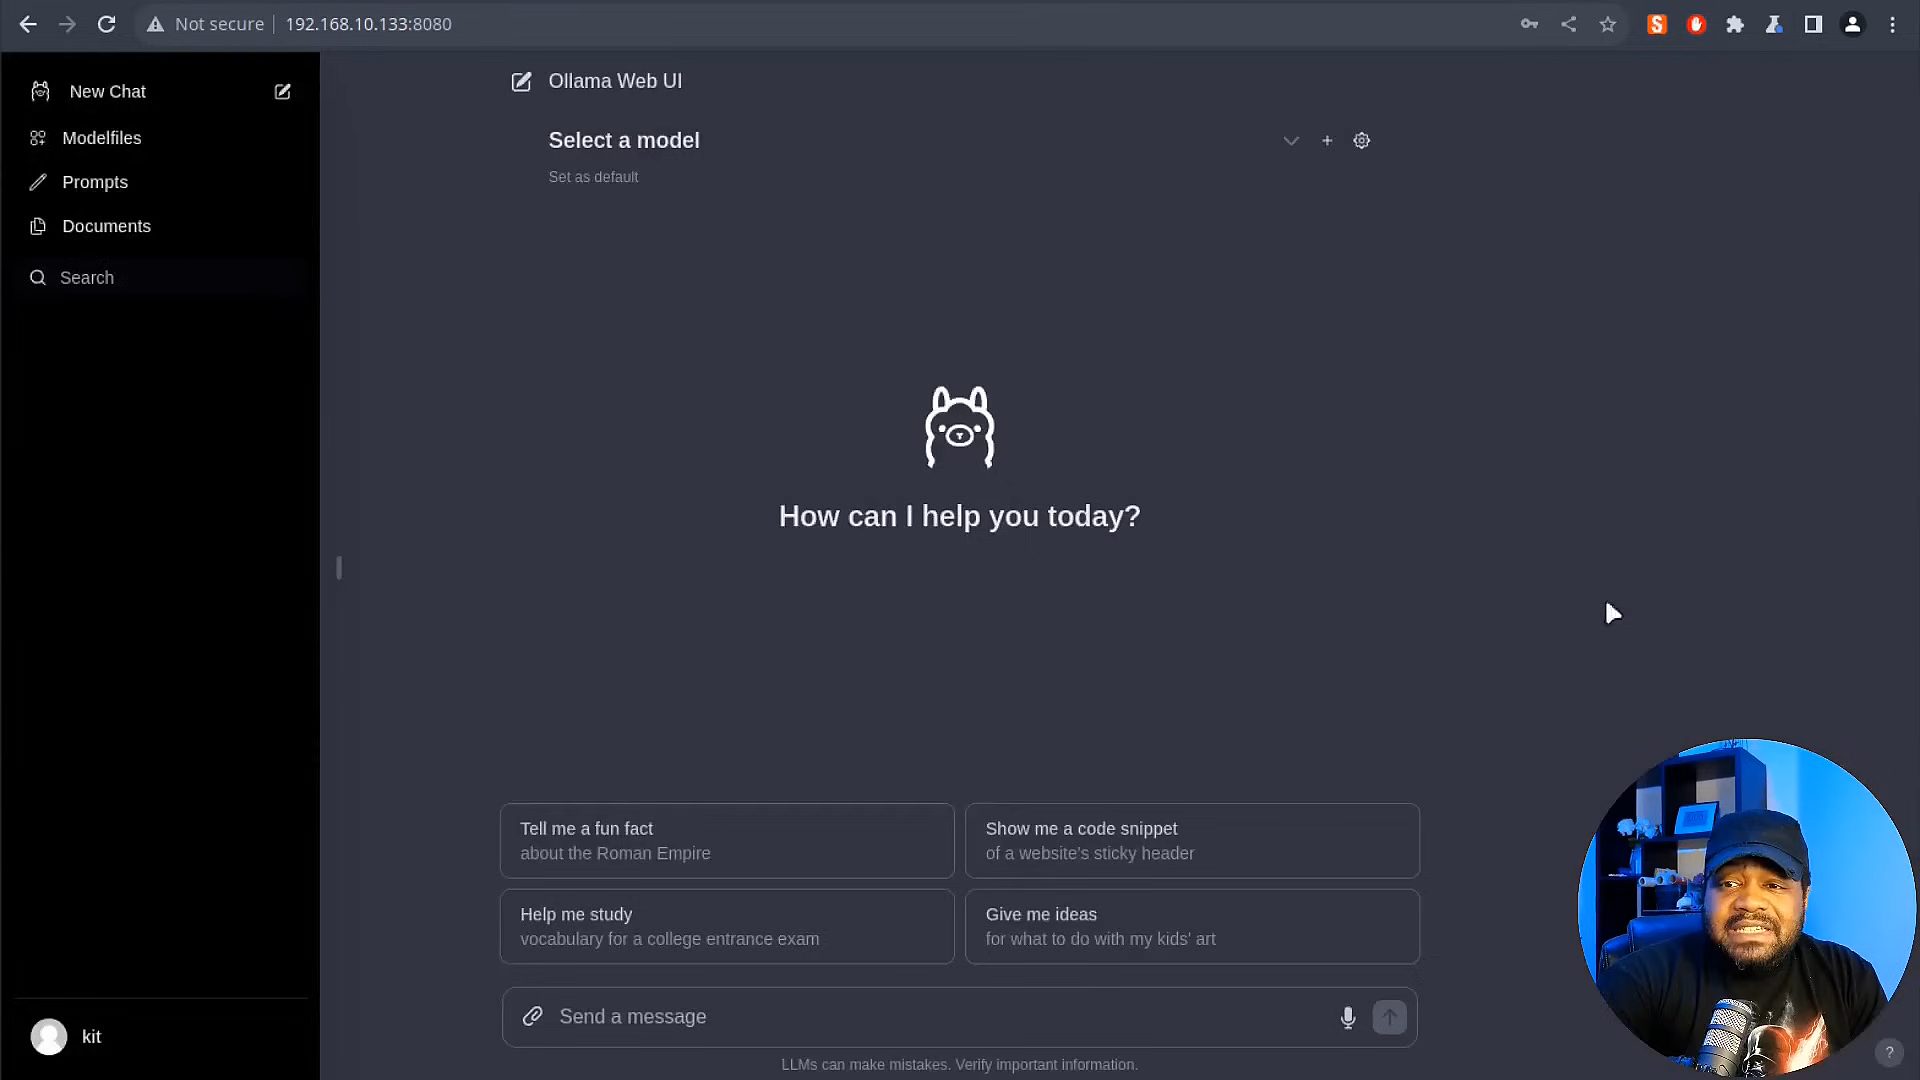 Not secure
192.168.10.133:8080
New Chat
Modelfiles
Prompts
Documents
Search
kit
Ollama Web UI
Select a model
Set as default
How can I help you today?
Tell me a fun fact
about the Roman Empire
Show me a code snippet
of a website's sticky header
Help me study
vocabulary for a college entrance exam
Give me ideas
for what to do with my kids' art
Send a message
LLMs can make mistakes. Verify important information.
?